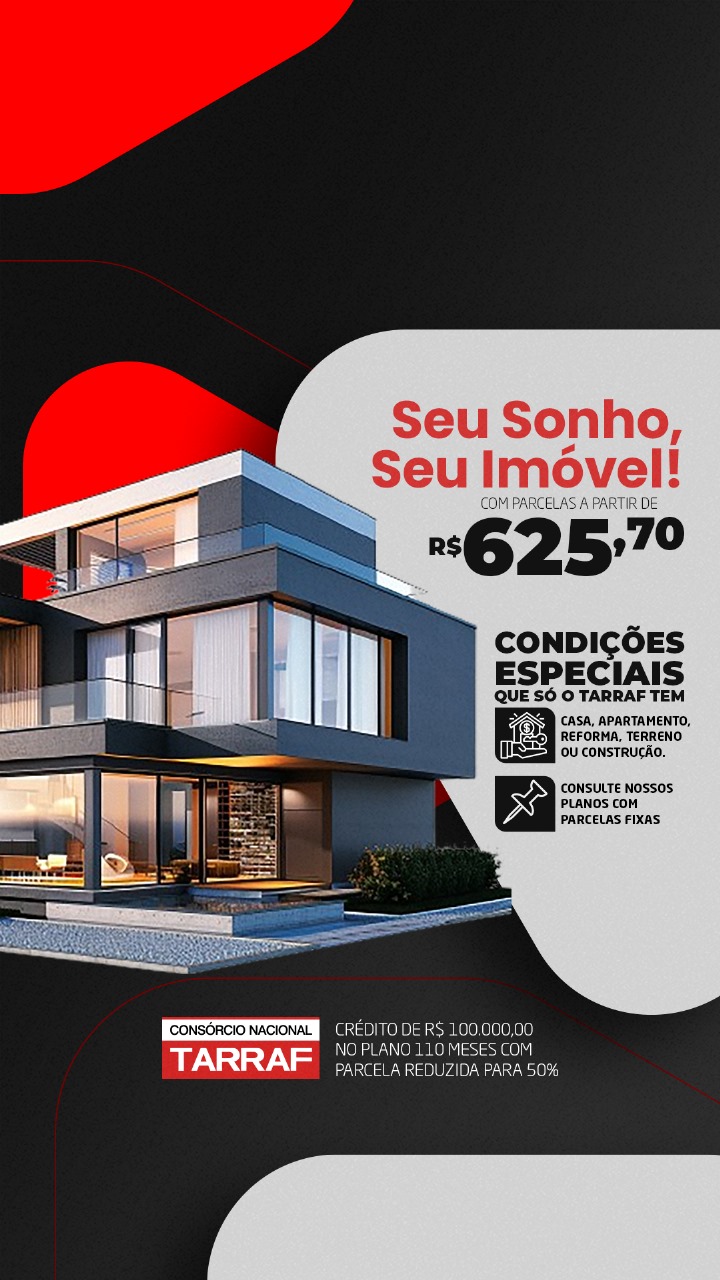 Seu Sonho,
Seu Imóvel!
COM PARCELAS A PARTIR DE
R$625,70
CONDIÇÕES
ESPECIAIS
QUE SÓ O TARRAF TEM
CASA, APARTAMENTO,
REFORMA, TERRENO
OU CONSTRUÇÃO.
CONSULTE NOSSOS
PLANOS COM
PARCELAS FIXAS
CONSÓRCIO NACIONAL
TARRAF
CRÉDITO DE R$ 100.000,00
NO PLANO 110 MESES COM
PARCELA REDUZIDA PARA 50%